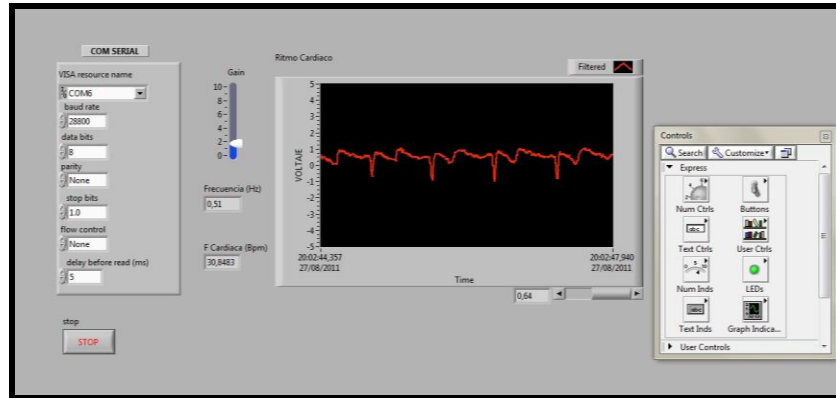 COM SERIAL
VISA resource name
COM6
baud rate
28800
data bits
8
parity
None
stop bits
1.0
flow control
None
delay before read (ms)
5
stop
STOP
Gain
10-
8-
6-
4-
2-
0-
Frecuencia (Hz)
0,51
F Cardiaca (Bpm)
30,8483
Ritmo Cardiaco
Filtered
VOLTAJE
5
4
3
2
1
0
-1
-2
-3
-4
-5
20:02:44,357
27/08/2011
20:02:47,940
27/08/2011
Time
0,64
Controls
Search
Customize
Express
Num Ctrls
Buttons
Text Ctrls
User Ctrls
Num Inds
LEDs
Text Inds
Graph Indica...
User Controls